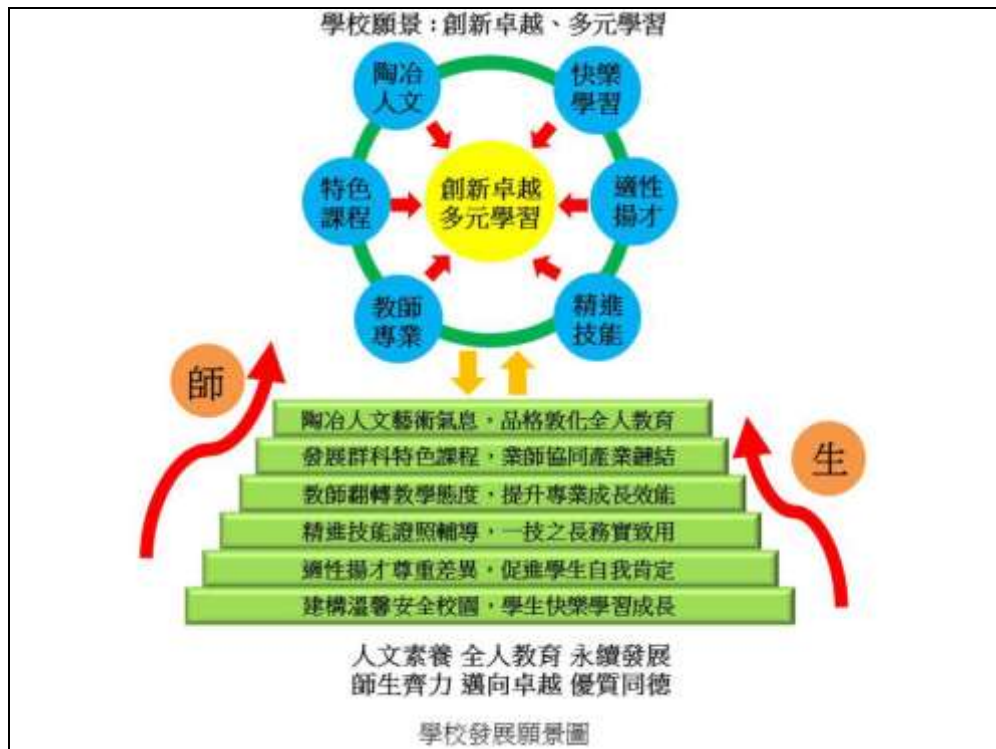 學校願景:創新卓越、多元學習
陶冶
人文
快樂
學習
特色
課程
創新卓越
多元學習
適性
揚才
教師
專業
精進
技能
師
生
陶冶人文藝術氣息,品格敦化全人教育
發展群科特色課程,業師協同產業鏈結
教師翻轉教學態度,提升專業成長效能
精進技能證照輔導,一技之長務實致用
適性揚才尊重差異,促進學生自我肯定
建構溫馨安全校園,學生快樂學習成長
人文素養 全人教育 永續發展
師生齊力 邁向卓越 優質同德
學校發展願景圖